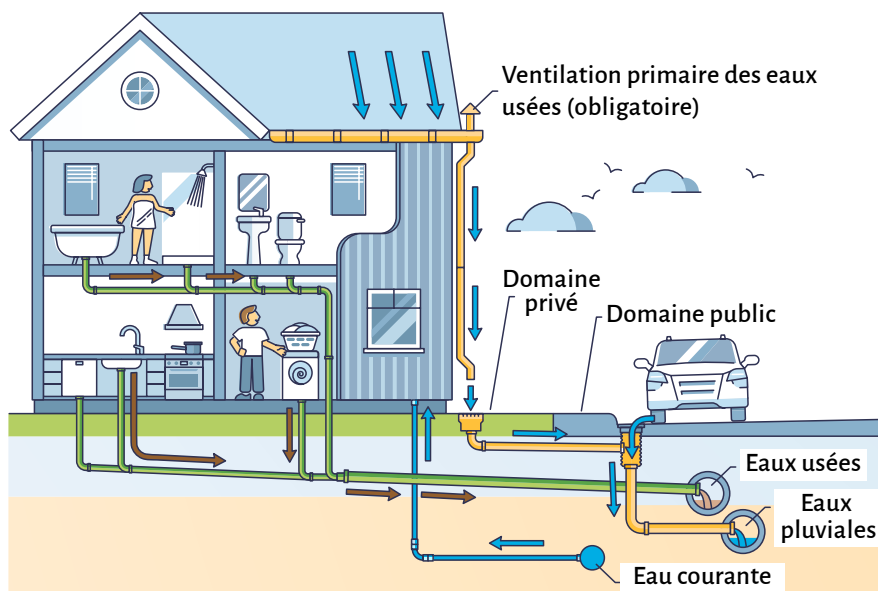 Ventilation primaire des eaux
usées (obligatoire)
Domaine
privé
Domaine public
Eaux usées
Eaux
pluviales
Eau courante